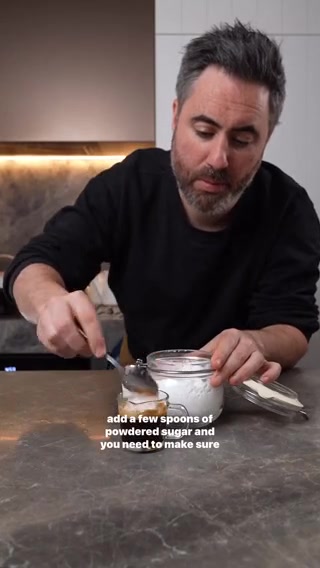 add a few spoons of
powdered sugar and
you need to make sure